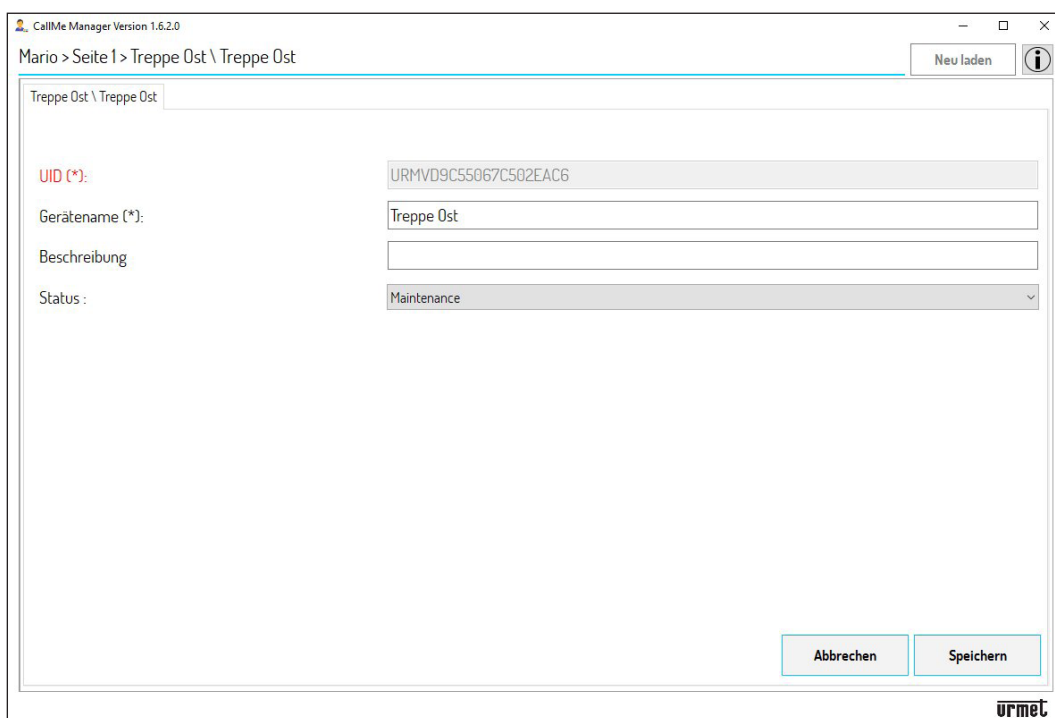 CallMe Manager Version 1.6.2.0
Mario > Seite 1 > Treppe Ost \ Treppe Ost
Neu laden
Treppe Ost \ Treppe Ost
UID (*): URMVD9C55067C502EAC6
Gerätename (*): Treppe Ost
Beschreibung
Status : Maintenance
Abbrechen Speichern
urmet